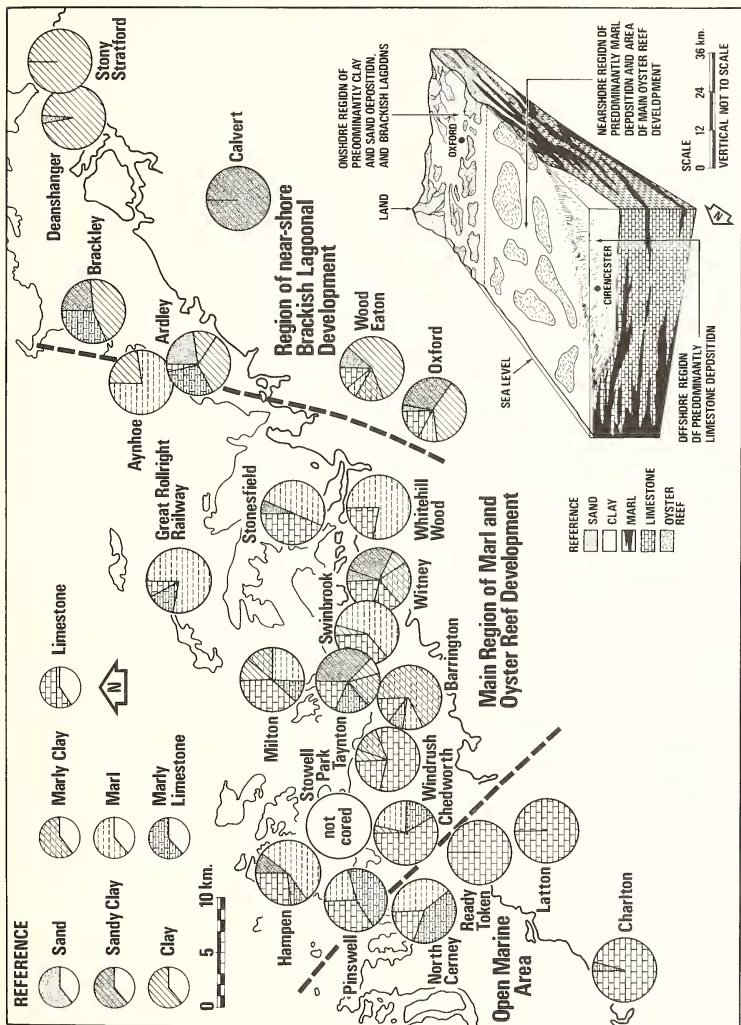 REFERENCE
Sand
Sandy Clay
Clay
Marly Clay
Marl
Marly
Limestone
Limestone
N
0 5 10 km.
Stony
Stratford
Deanshanger
Brackley
Calvert
Aynhoe
Ardley
Region of near-shore
Brackish Lagoonal
Development
Wood
Eaton
Oxford
Great Rollright
Railway
Stonesfield
Whitehill
Wood
Witney
Swinbrook
Milton
Taynton
Barrington
Main Region of Marl and
Oyster Reef Development
Stowell
Park
not
cored
Windrush
Chedworth
Hampen
Pinswell
North
Cerney
Ready
Token
Latton
Open Marine
Area
Charlton
ONSHORE REGION OF
PREDOMINANTLY CLAY
AND SAND DEPOSITION,
AND BRACKISH LAGOONS
LAND
OXFORD
SEA LEVEL
NEARSHORE REGION OF
PREDOMINANTLY MARL
DEPOSITION AND AREA
OF MAIN OYSTER REEF
DEVELOPMENT
CIRENCESTER
OFFSHORE REGION
OF PREDOMINANTLY
LIMESTONE DEPOSITION
SCALE
0 12 24 36 km.
VERTICAL NOT TO SCALE
N
REFERENCE
SAND
CLAY
MARL
LIMESTONE
OYSTER
REEF